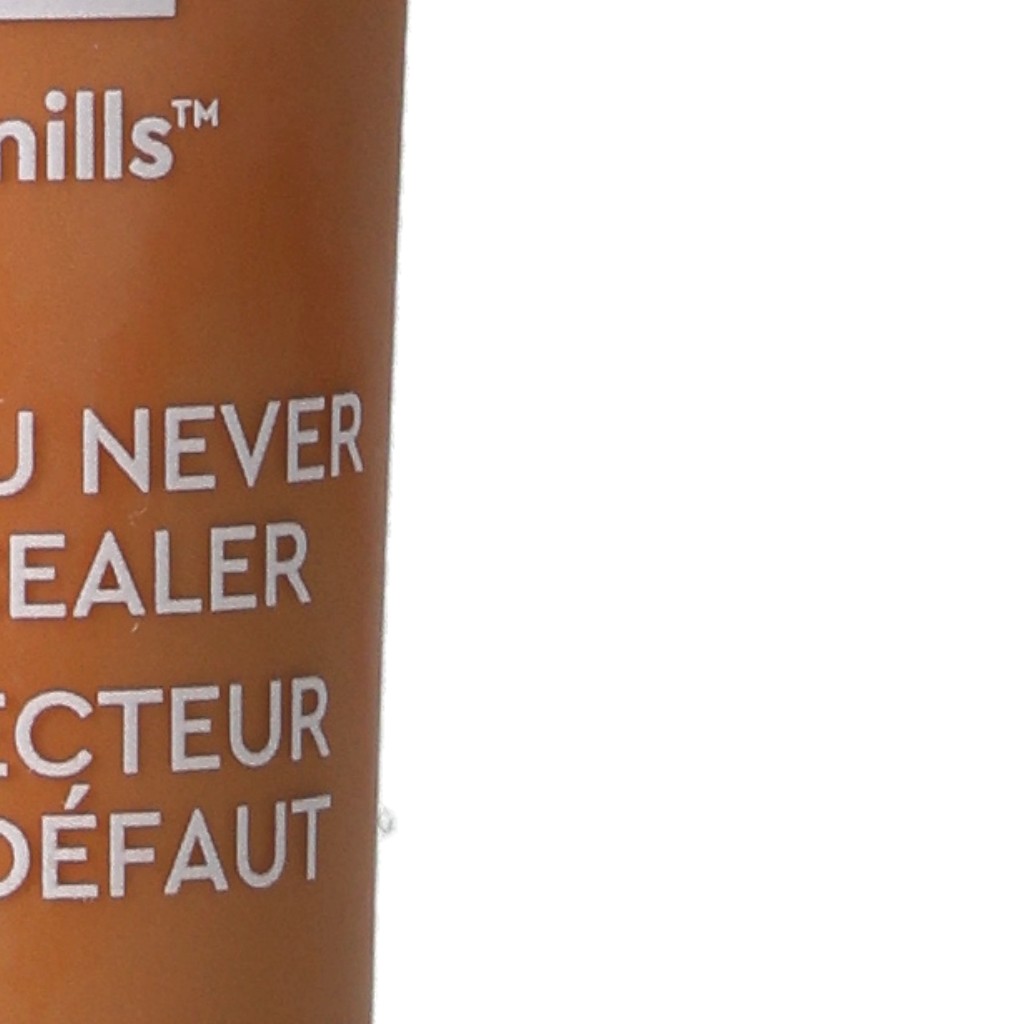 nills™
U NEVER
EALER
ECTEUR
DÉFAUT